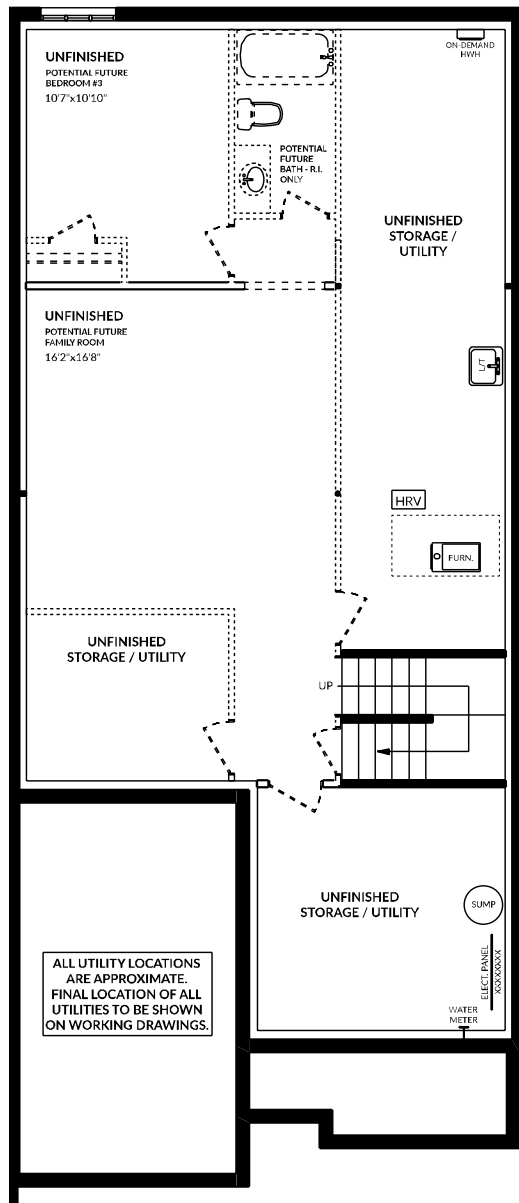 UNFINISHED
POTENTIAL FUTURE
BEDROOM #3
10'7"x10'10"
ON-DEMAND
HWH
POTENTIAL
FUTURE
BATH - R.I.
ONLY
UNFINISHED
STORAGE /
UTILITY
UNFINISHED
POTENTIAL FUTURE
FAMILY ROOM
16'2"x16'8"
L/T
HRV
FURN.
UNFINISHED
STORAGE / UTILITY
UP
UNFINISHED
STORAGE / UTILITY
SUMP
ELECT. PANEL
XXXXXXXX
WATER
METER
ALL UTILITY LOCATIONS
ARE APPROXIMATE.
FINAL LOCATION OF ALL
UTILITIES TO BE SHOWN
ON WORKING DRAWINGS.